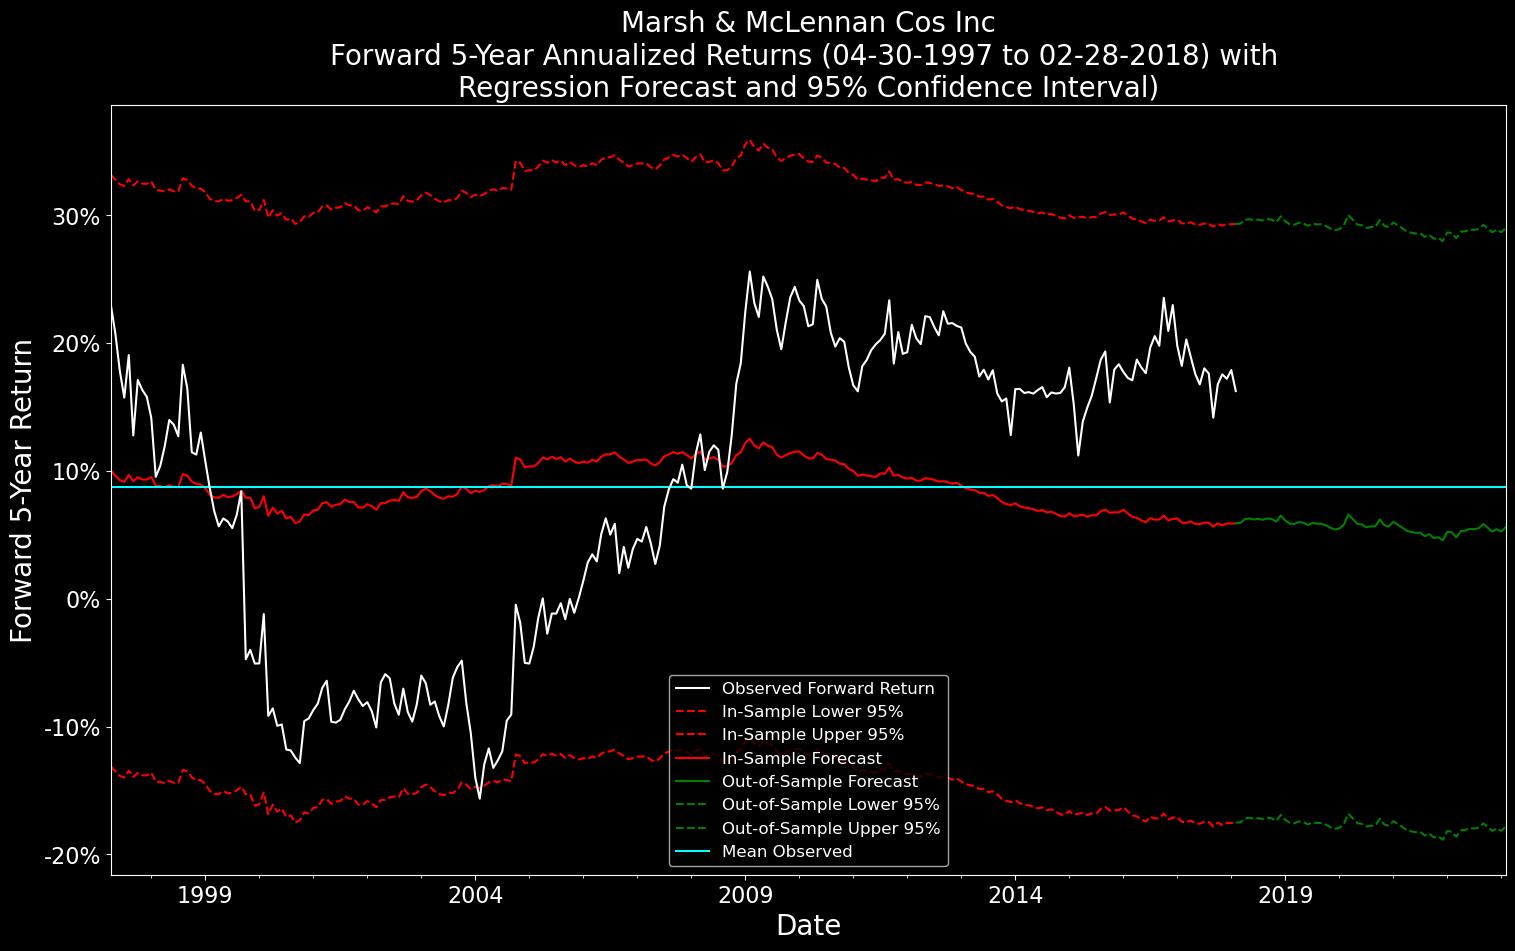 Marsh & McLennan Cos Inc
Forward 5-Year Annualized Returns (04-30-1997 to 02-28-2018) with
Regression Forecast and 95% Confidence Interval)
Forward 5-Year Return
30%
20%
10%
0%
-10%
-20%
Observed Forward Return
In-Sample Lower 95%
In-Sample Upper 95%
In-Sample Forecast
Out-of-Sample Forecast
Out-of-Sample Lower 95%
Out-of-Sample Upper 95%
Mean Observed
1999 2004 2009 2014 2019
Date